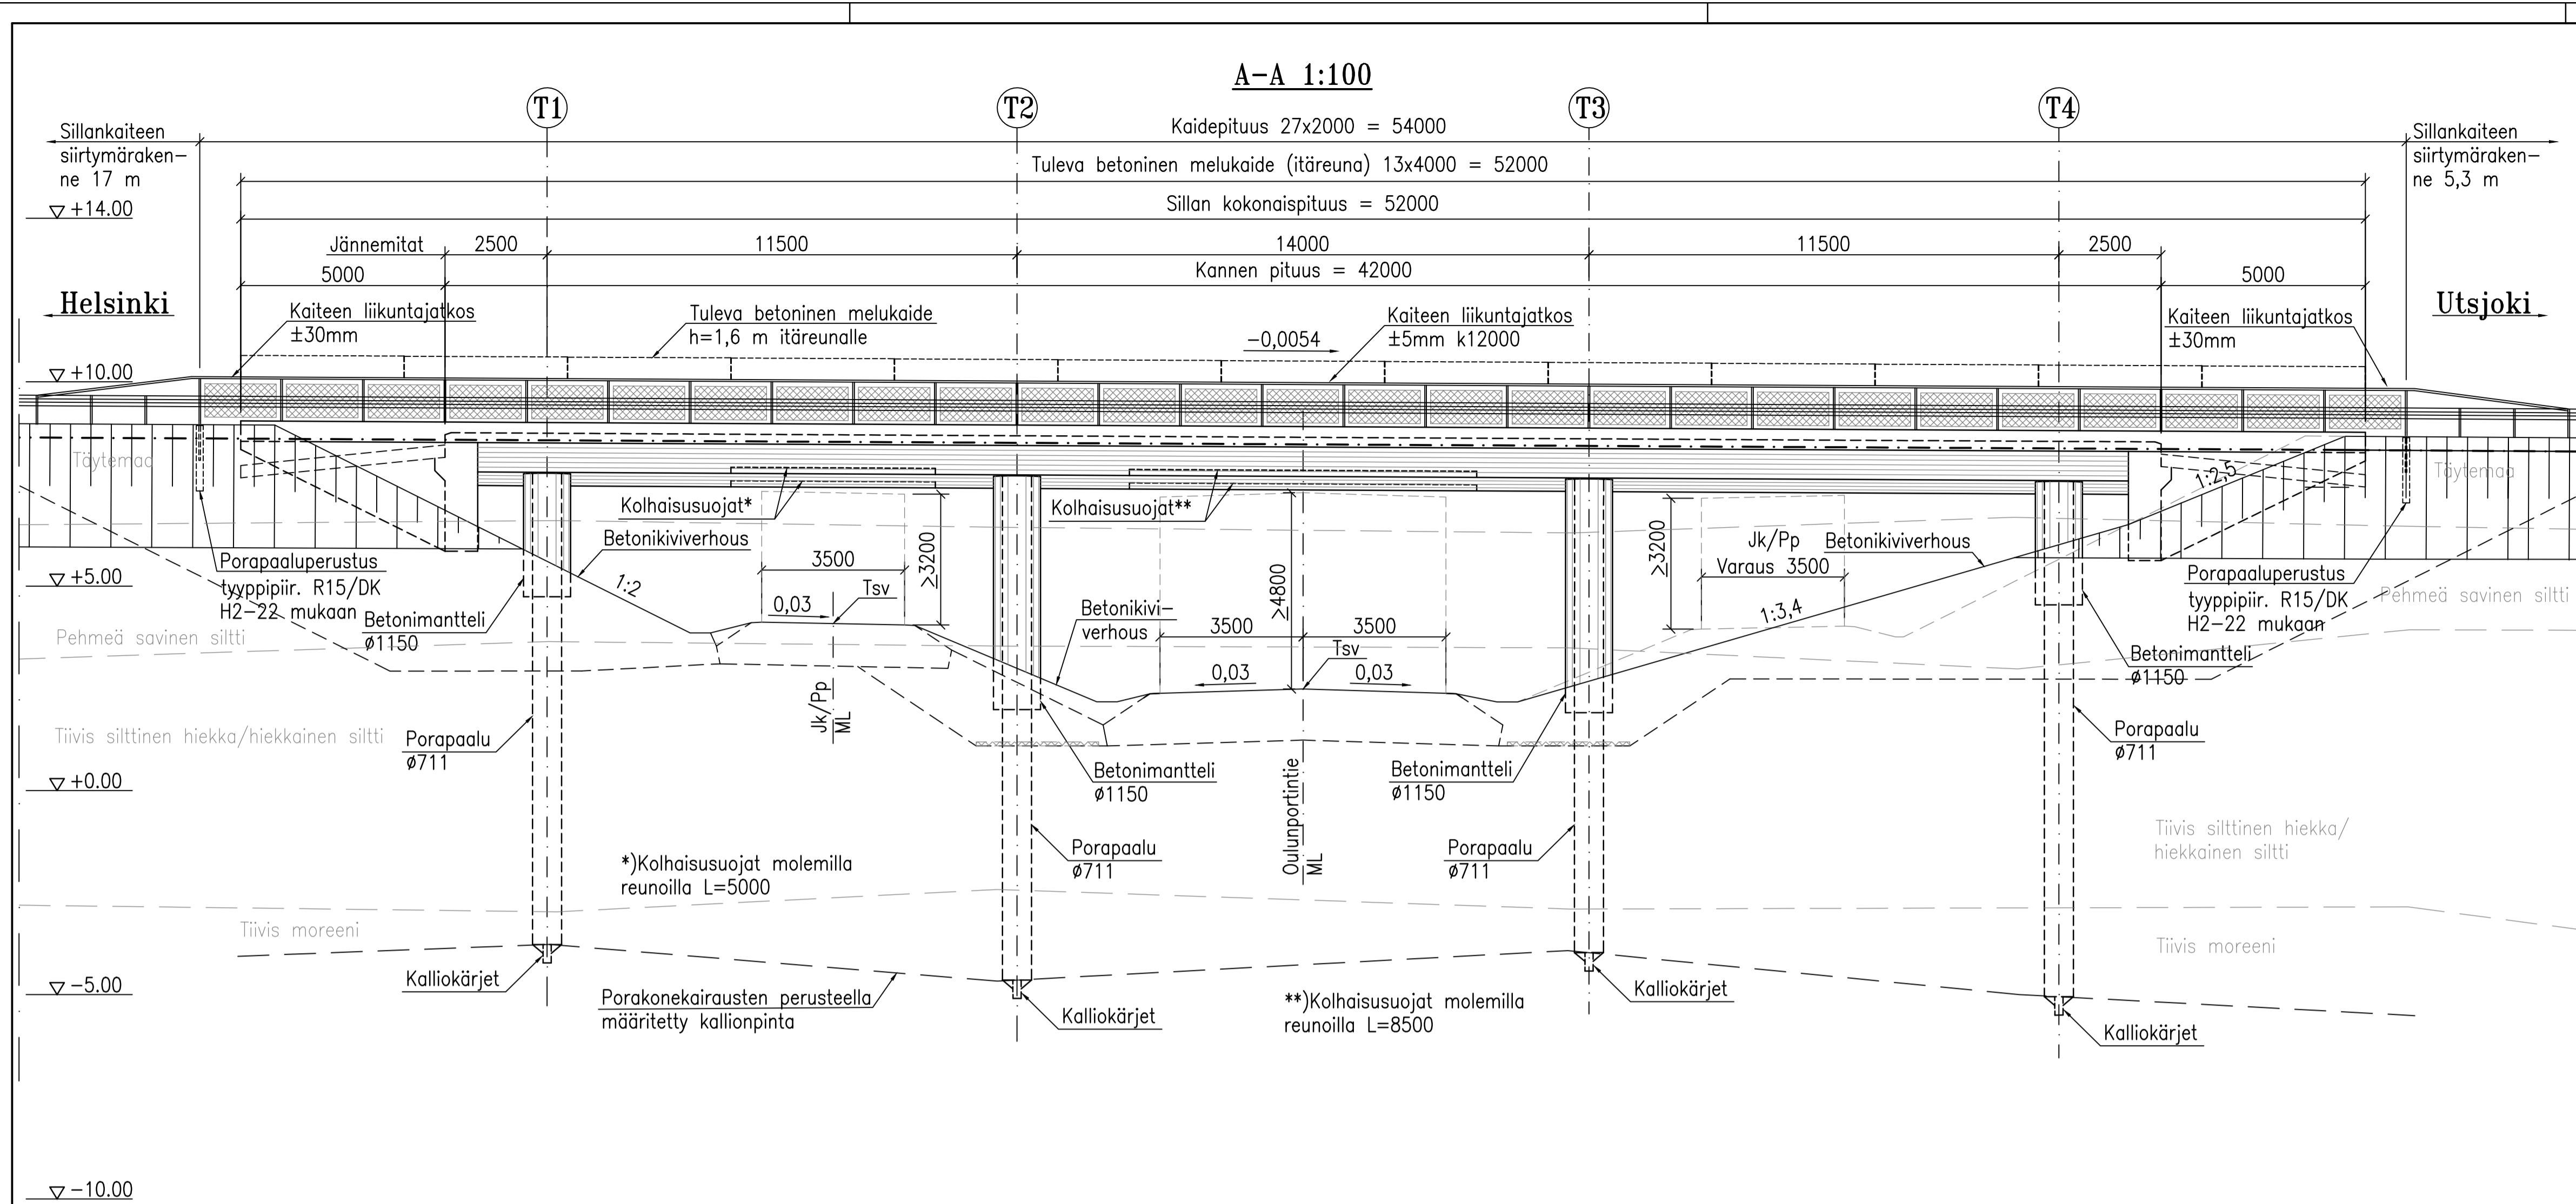 A-A 1:100
T1
T2
T3
T4
Kaidepituus 27x2000 = 54000
Sillankaiteen
siirtymäraken-
ne 17 m
Sillankaiteen
siirtymäraken-
ne 5,3 m
Tuleva betoninen melukaide (itäreuna) 13x4000 = 52000
+14.00
Sillan kokonaispituus = 52000
Jännemitat
2500
11500
14000
11500
2500
5000
Kannen pituus = 42000
5000
Helsinki
Utsjoki
Kaiteen liikuntajatkos
±30mm
Tuleva betoninen melukaide
h=1,6 m itäreunalle
-0,0054
Kaiteen liikuntajatkos
±5mm k12000
Kaiteen liikuntajatkos
±30mm
+10.00
Täytemaa
Täytemaa
1:2,5
Kolhaisusuojat*
Kolhaisusuojat**
Betonikiviverhous
3500
≥3200
≥4800
≥3200
Jk/Pp
Varaus 3500
Betonikiviverhous
Porapaaluperustus
tyyppipiir. R15/DK
H2-22 mukaan
Porapaaluperustus
tyyppipiir. R15/DK
H2-22 mukaan
+5.00
1:2
0,03
Tsv
Betonikivi-
verhous
3500
3500
1:3,4
Betonimantteli
ø1150
Pehmeä savinen siltti
Pehmeä savinen siltti
Tsv
0,03
0,03
Betonimantteli
ø1150
Jk/Pp
ML
Tiivis silttinen hiekka/hiekkainen siltti
Porapaalu
ø711
Porapaalu
ø711
+0.00
Betonimantteli
ø1150
Oulunportintie
ML
Betonimantteli
ø1150
Porapaalu
ø711
Porapaalu
ø711
Tiivis silttinen hiekka/
hiekkainen siltti
*)Kolhaisusuojat molemilla
reunoilla L=5000
Tiivis moreeni
Tiivis moreeni
-5.00
Kalliokärjet
Porakonekairausten perusteella
määritetty kallionpinta
Kalliokärjet
**)Kolhaisusuojat molemilla
reunoilla L=8500
Kalliokärjet
Kalliokärjet
-10.00